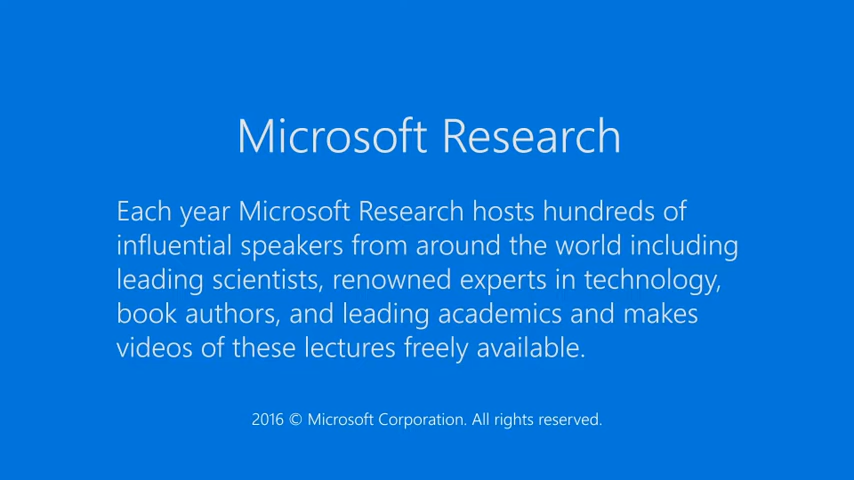 Microsoft Research
Each year Microsoft Research hosts hundreds of
influential speakers from around the world including
leading scientists, renowned experts in technology,
book authors, and leading academics and makes
videos of these lectures freely available.
2016 © Microsoft Corporation. All rights reserved.